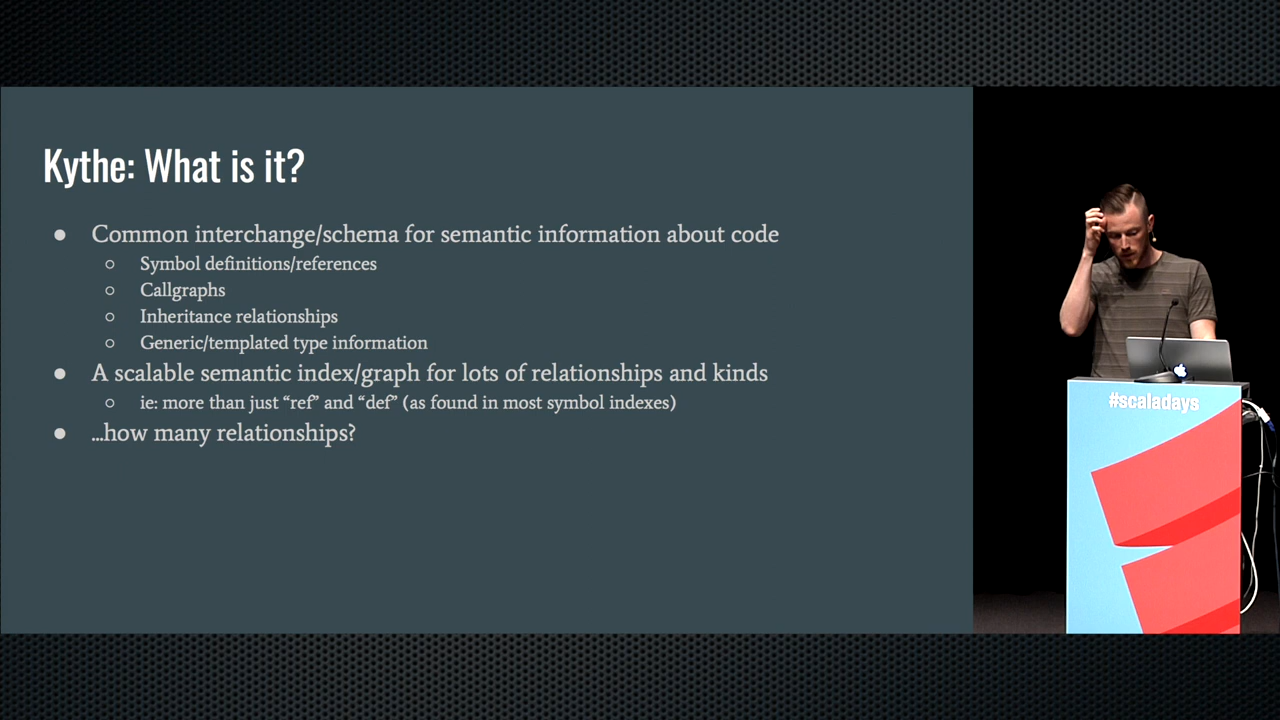 Kythe: What is it?
● Common interchange/schema for semantic information about code
○ Symbol definitions/references
○ Callgraphs
○ Inheritance relationships
○ Generic/templated type information
● A scalable semantic index/graph for lots of relationships and kinds
○ ie: more than just “ref” and “def” (as found in most symbol indexes)
● ...how many relationships?
#scaladays